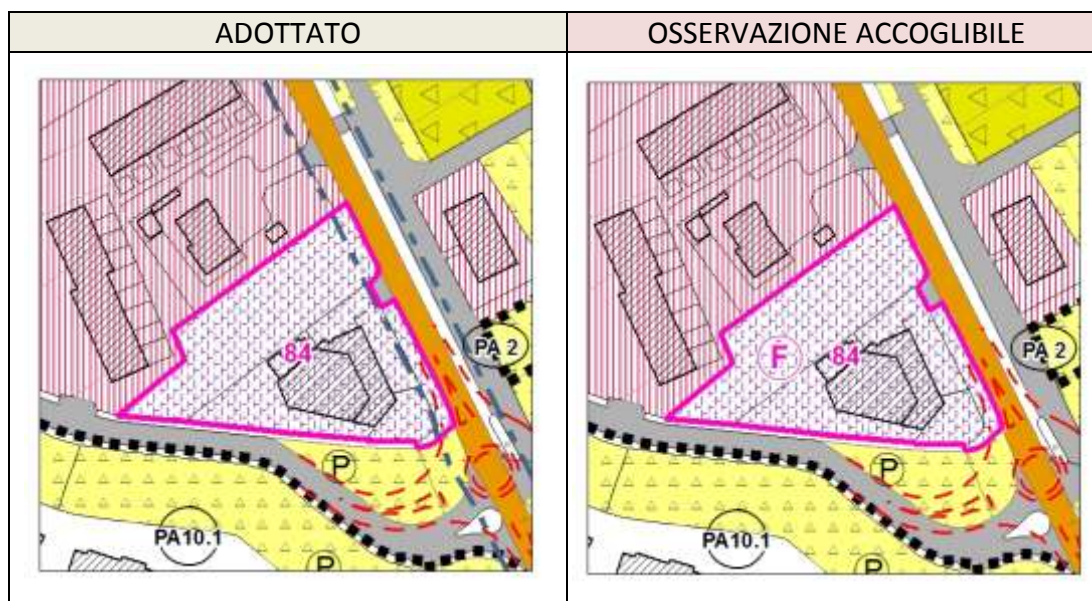 ADOTTATO
OSSERVAZIONE ACCOGLIBILE
84
PA 2
P
PA10.1
P
F
84
PA 2
P
PA10.1
P